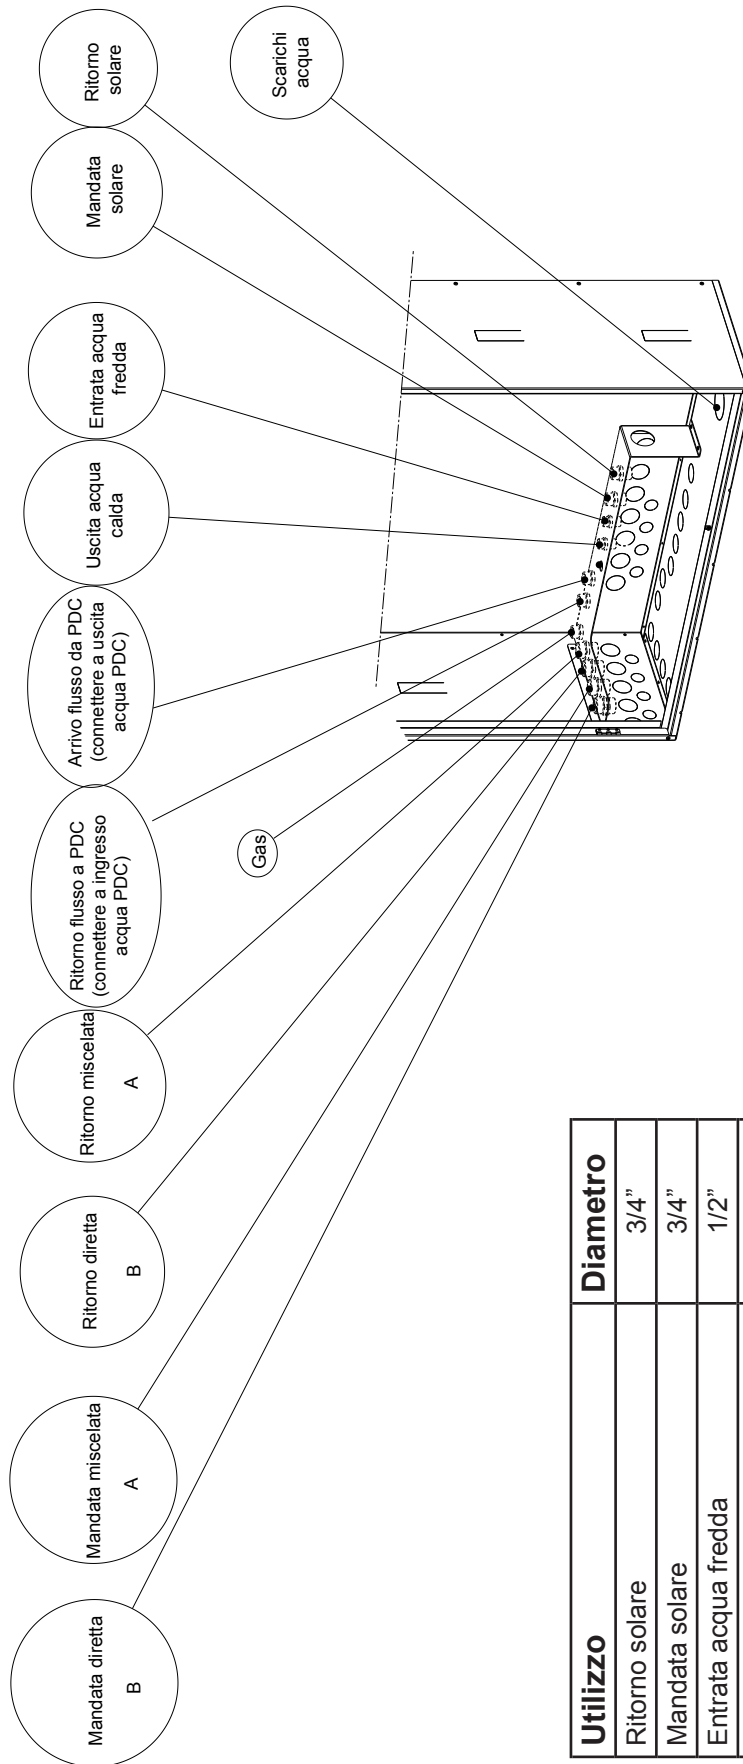 Mandata diretta
B
Mandata miscelata
A
Ritorno diretta
B
Ritorno miscelata
A
Ritorno flusso a PDC
(connettere a ingresso
acqua PDC)
Arrivo flusso da PDC
(connettere a uscita
acqua PDC)
Uscita acqua
calda
Entrata acqua
fredda
Mandata
solare
Ritorno
solare
Gas
Scarichi
acqua
Utilizzo Diametro
Ritorno solare 3/4”
Mandata solare 3/4”
Entrata acqua fredda 1/2”